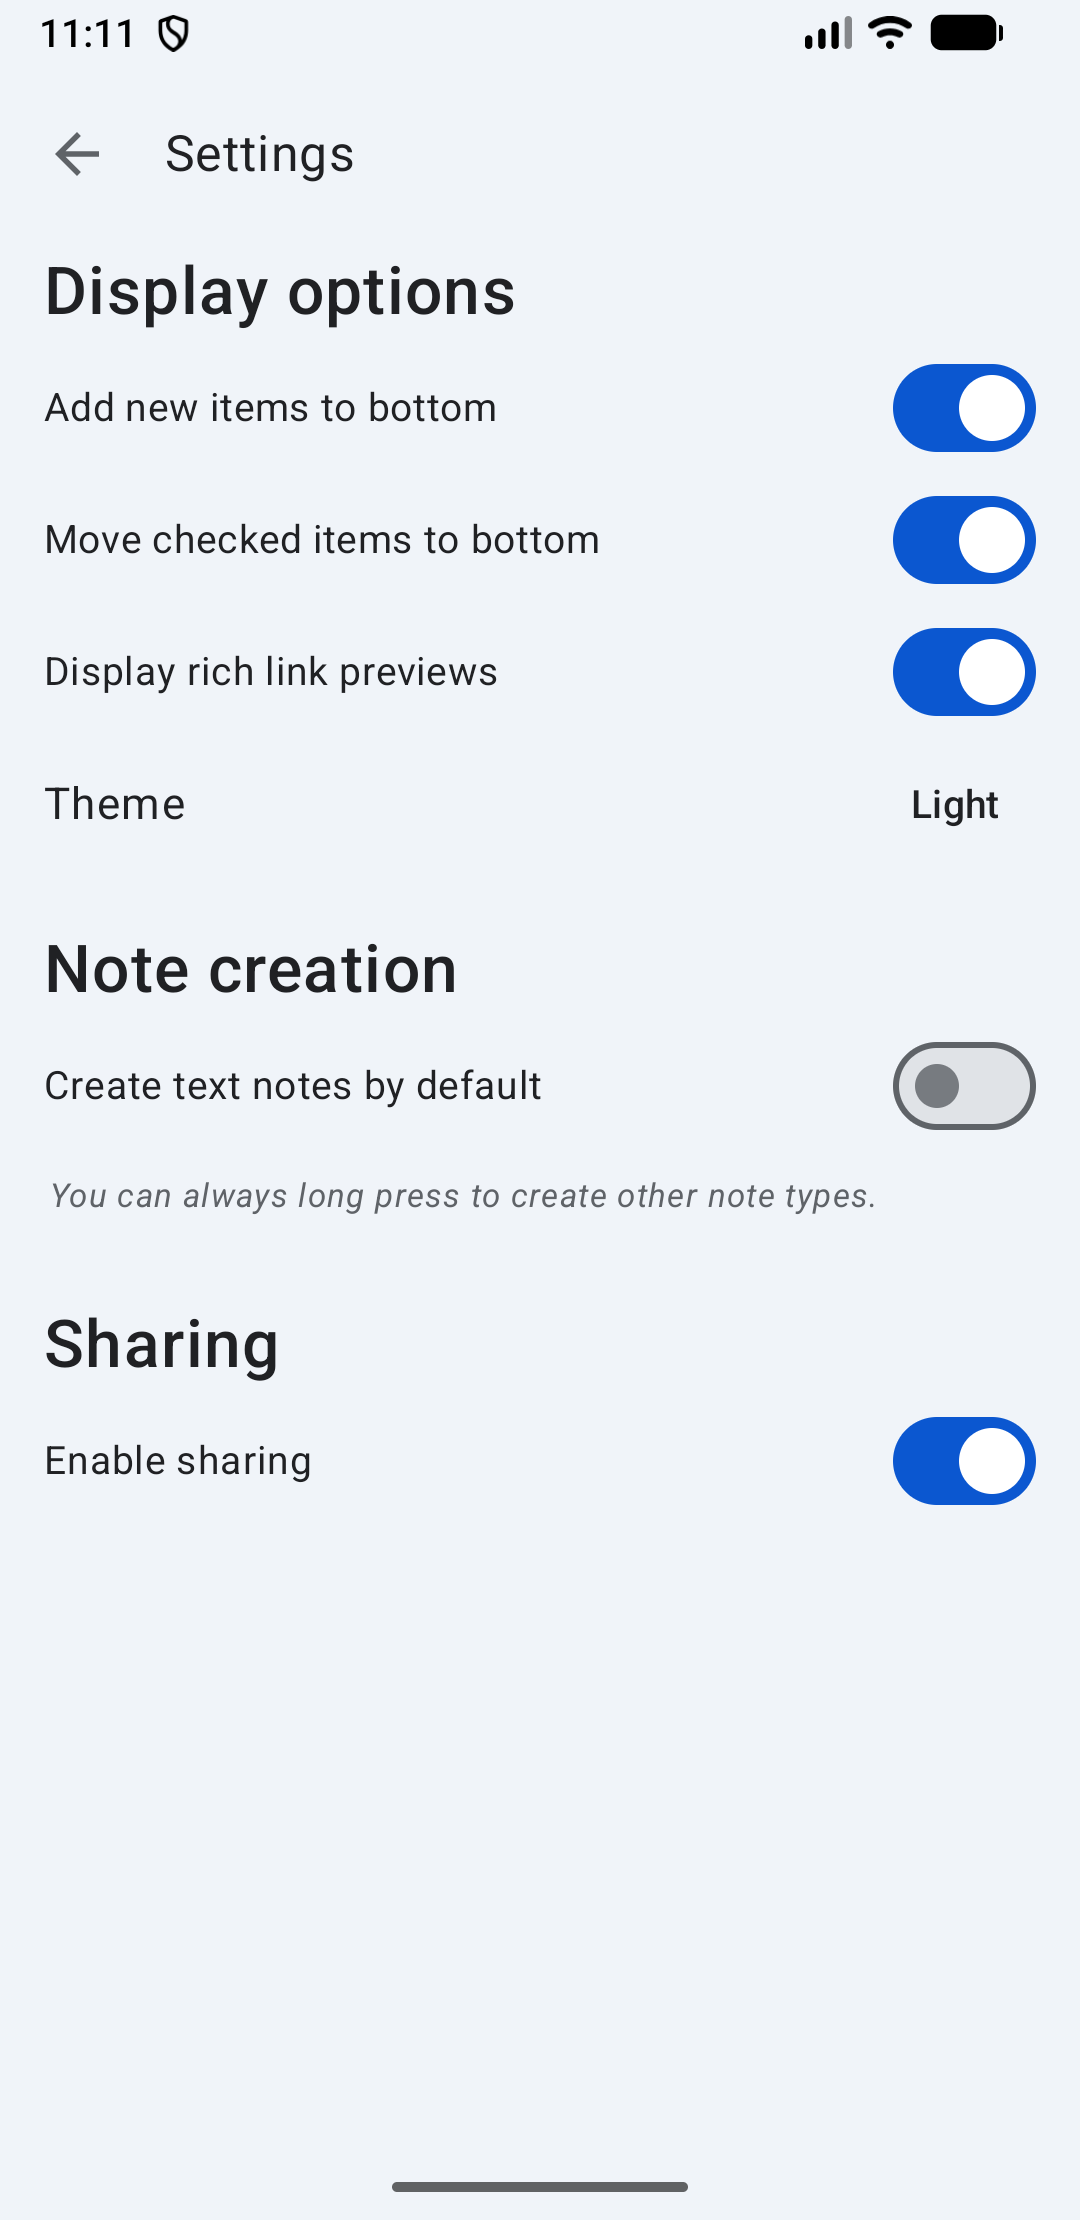 11:11
Settings
Display options
Add new items to bottom
Move checked items to bottom
Display rich link previews
Theme
Light
Note creation
Create text notes by default
You can always long press to create other note types.
Sharing
Enable sharing